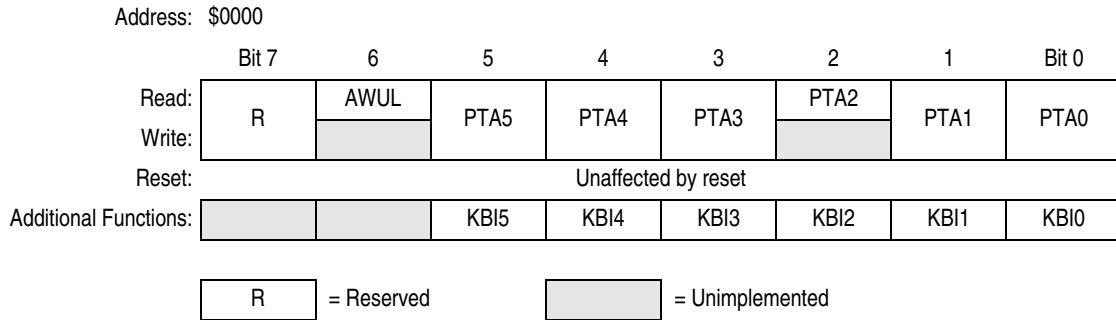 Address: $0000
Bit 7 6 5 4 3 2 1 Bit 0
Read: R AWUL PTA5 PTA4 PTA3 PTA2 PTA1 PTA0
Write:
Reset: Unaffected by reset
Additional Functions: KBI5 KBI4 KBI3 KBI2 KBI1 KBI0
R = Reserved = Unimplemented